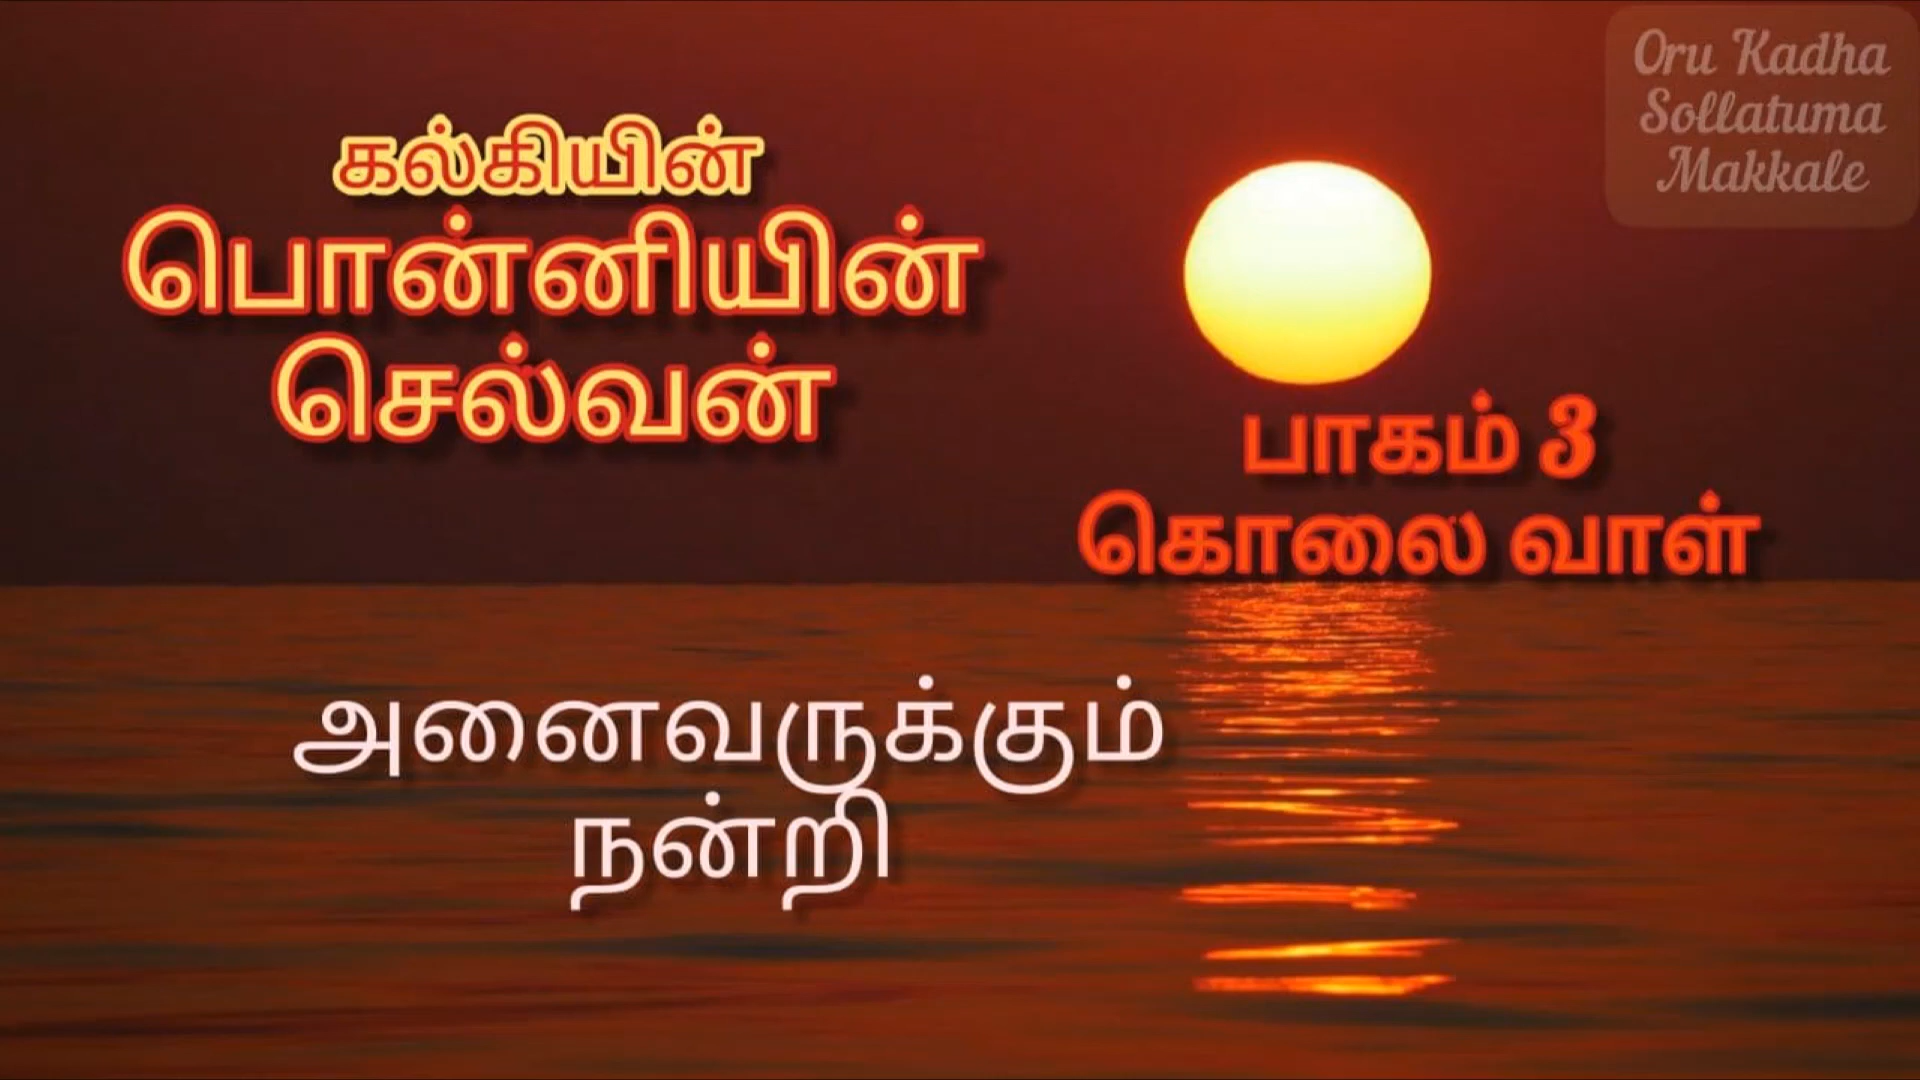 Oru Kadha
Sollatuma
Makkale
கல்கியின்
பொன்னியின்
செல்வன்
பாகம் 3
கொலை வாள்
அனைவருக்கும்
நன்றி